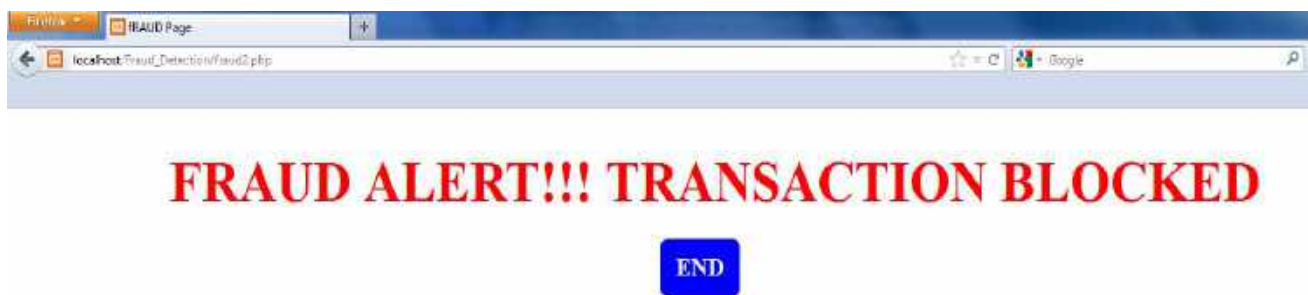 Firefox
fRAUD Page
localhost/Fraud_Detection/fraud2.php
Google
FRAUD ALERT!!! TRANSACTION BLOCKED
END